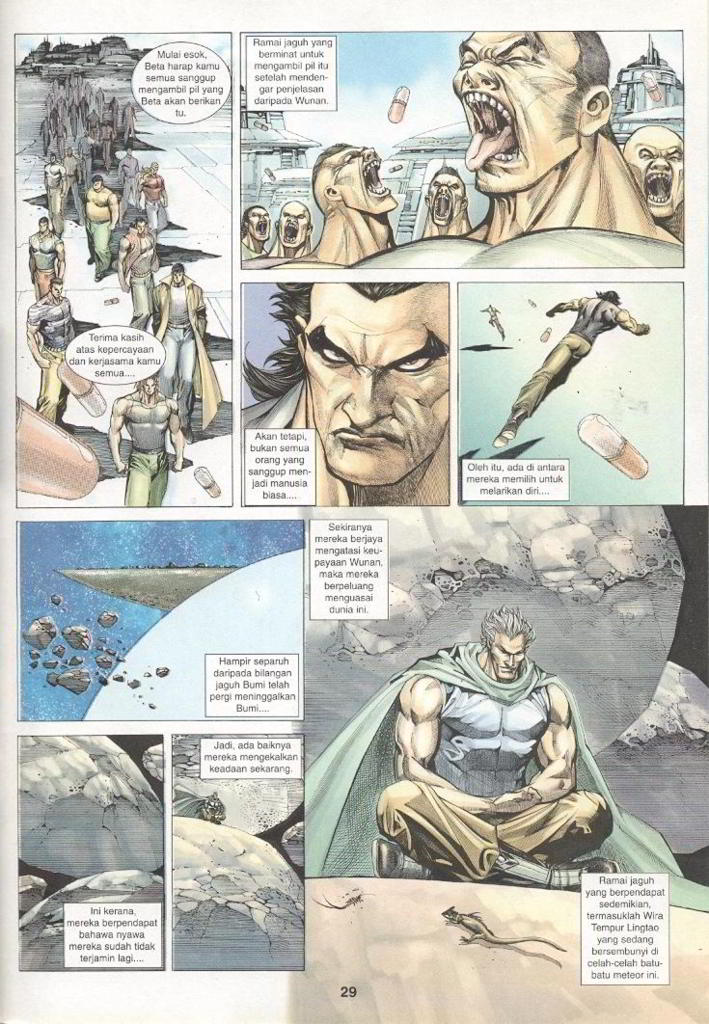 Mulai esok,
Beta harap kamu
semua sanggup
mengambil pil yang
Beta akan berikan
tu.
Terima kasih
atas kepercayaan
dan kerjasama kamu
semua....
Ramai jaguh yang
berminat untuk
mengambil pil itu
setelah menden-
gar penjelasan
daripada Wunan.
Akan tetapi,
bukan semua
orang yang
sanggup men-
jadi manusia
biasa....
Oleh itu, ada di antara
mereka memilih untuk
melarikan diri....
Hampir separuh
daripada bilangan
jaguh Bumi telah
pergi meninggalkan
Bumi....
Sekiranya
mereka berjaya
mengatasi keu-
payaan Wunan,
maka mereka
berpeluang
menguasai
dunia ini.
Ini kerana,
mereka berpendapat
bahawa nyawa
mereka sudah tidak
terjamin lagi....
Jadi, ada baiknya
mereka mengekalkan
keadaan sekarang.
Ramai jaguh
yang berpendapat
sedemikian,
termasuklah Wira
Tempur Lingtao
yang sedang
bersembunyi di
celah-celah batu-
batu meteor ini.
29